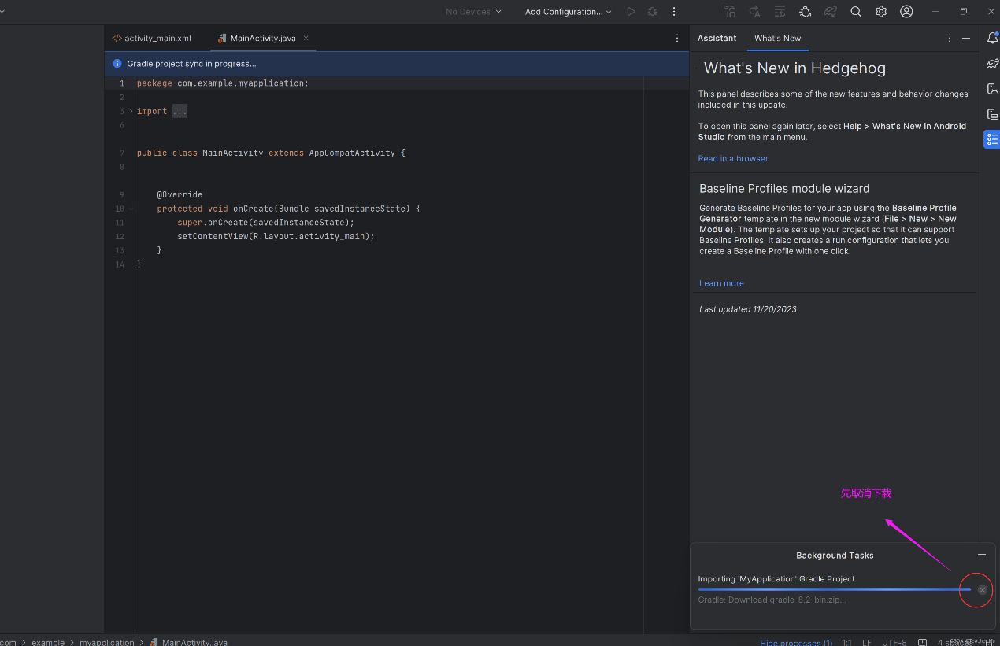 No Devices
Add Configuration...
activity_main.xml
MainActivity.java
Assistant
What's New
Gradle project sync in progress...
What's New in Hedgehog
This panel describes some of the new features and behavior changes
included in this update.
To open this panel again later, select Help > What's New in Android
Studio from the main menu.
Read in a browser
Baseline Profiles module wizard
Generate Baseline Profiles for your app using the Baseline Profile
Generator template in the new module wizard (File > New > New
Module). The template sets up your project so that it can support
Baseline Profiles. It also creates a run configuration that lets you
create a Baseline Profile with one click.
Learn more
Last updated 11/20/2023
1 package com.example.myapplication;
2
3 import ...
6
7 public class MainActivity extends AppCompatActivity {
8
9 @Override
10 protected void onCreate(Bundle savedInstanceState) {
11 super.onCreate(savedInstanceState);
12 setContentView(R.layout.activity_main);
13 }
14 }
先取消下载
Background Tasks
Importing 'MyApplication' Gradle Project
Gradle: Download gradle-8.2-bin.zip...
com > example > myapplication > MainActivity.java
Hide processes (1) 1:1 LF UTF-8 4 spaces